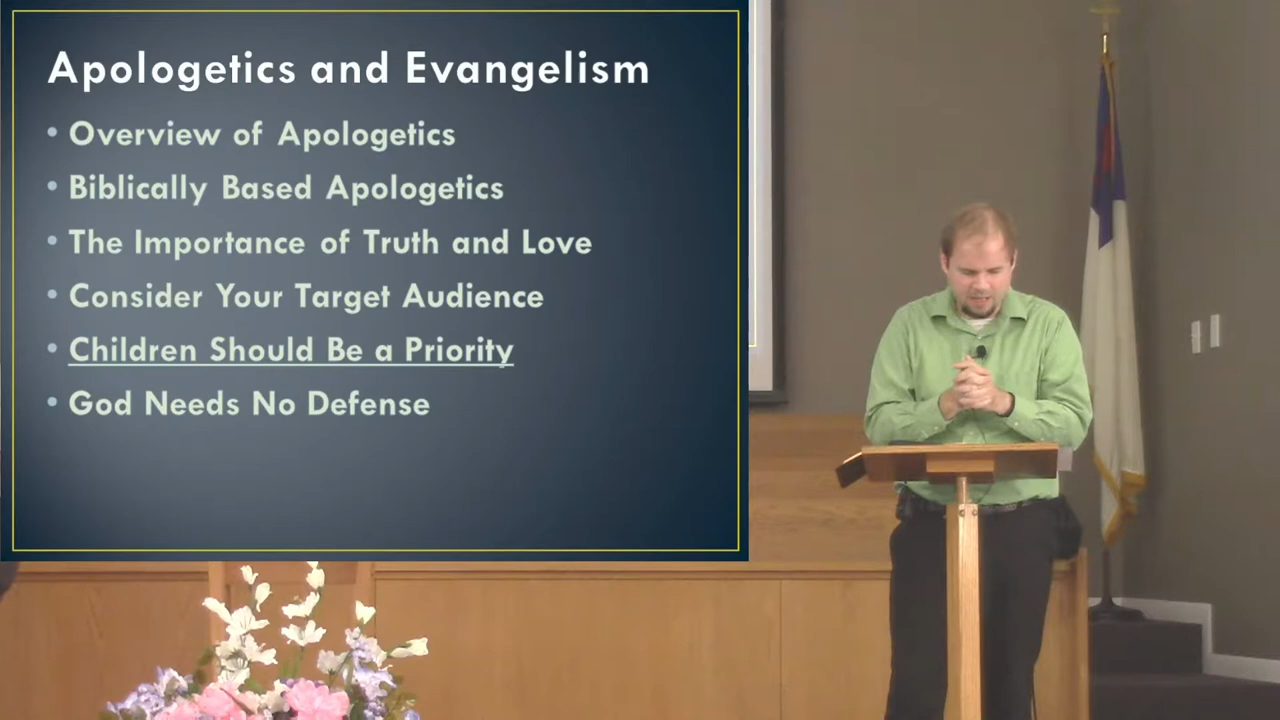 Apologetics and Evangelism
• Overview of Apologetics
• Biblically Based Apologetics
• The Importance of Truth and Love
• Consider Your Target Audience
• Children Should Be a Priority
• God Needs No Defense